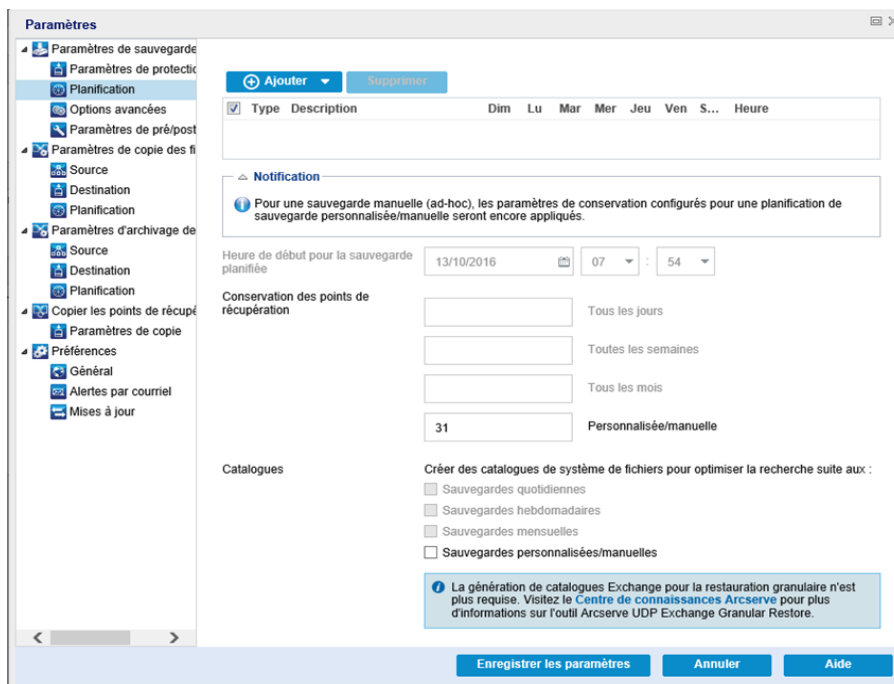 Paramètres
Paramètres de sauvegarde
Paramètres de protectic
Planification
Options avancées
Paramètres de pré/post
Paramètres de copie des fi
Source
Destination
Planification
Paramètres d'archivage de
Source
Destination
Planification
Copier les points de récupé
Paramètres de copie
Préférences
Général
Alertes par courriel
Mises à jour
Ajouter Supprimer
Type Description Dim Lu Mar Mer Jeu Ven S... Heure
Notification
Pour une sauvegarde manuelle (ad-hoc), les paramètres de conservation configurés pour une planification de
sauvegarde personnalisée/manuelle seront encore appliqués.
Heure de début pour la sauvegarde
planifiée
13/10/2016 07 : 54
Conservation des points de
récupération
Tous les jours
Toutes les semaines
Tous les mois
31 Personnalisée/manuelle
Catalogues
Créer des catalogues de système de fichiers pour optimiser la recherche suite aux :
Sauvegardes quotidiennes
Sauvegardes hebdomadaires
Sauvegardes mensuelles
Sauvegardes personnalisées/manuelles
La génération de catalogues Exchange pour la restauration granulaire n'est
plus requise. Visitez le Centre de connaissances Arcserve pour plus
d'informations sur l'outil Arcserve UDP Exchange Granular Restore.
Enregistrer les paramètres Annuler Aide